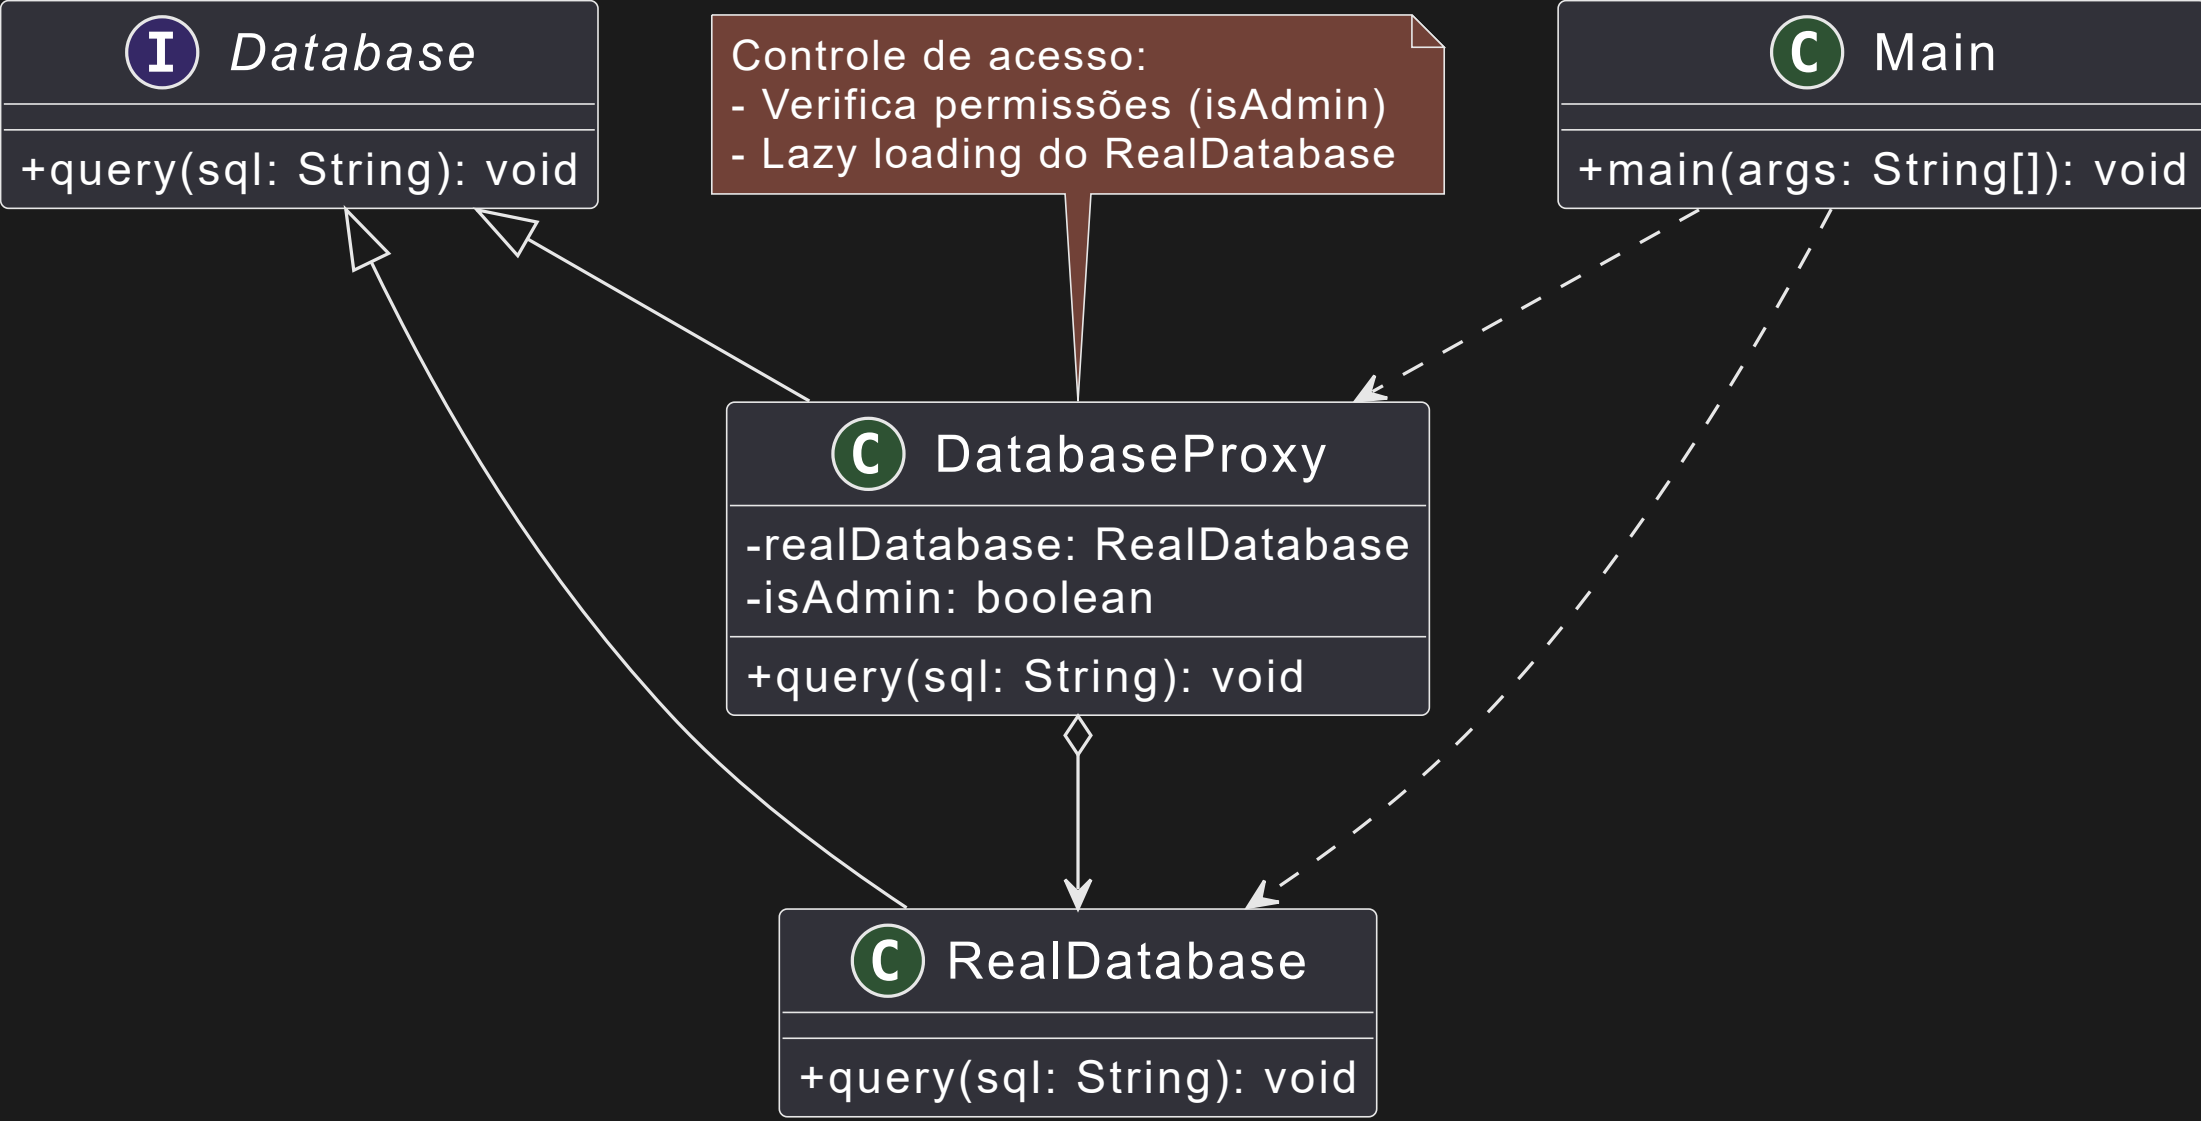 I Database
+query(sql: String): void
Controle de acesso:
- Verifica permissões (isAdmin)
- Lazy loading do RealDatabase
C Main
+main(args: String[]): void
C DatabaseProxy
-realDatabase: RealDatabase
-isAdmin: boolean
+query(sql: String): void
C RealDatabase
+query(sql: String): void